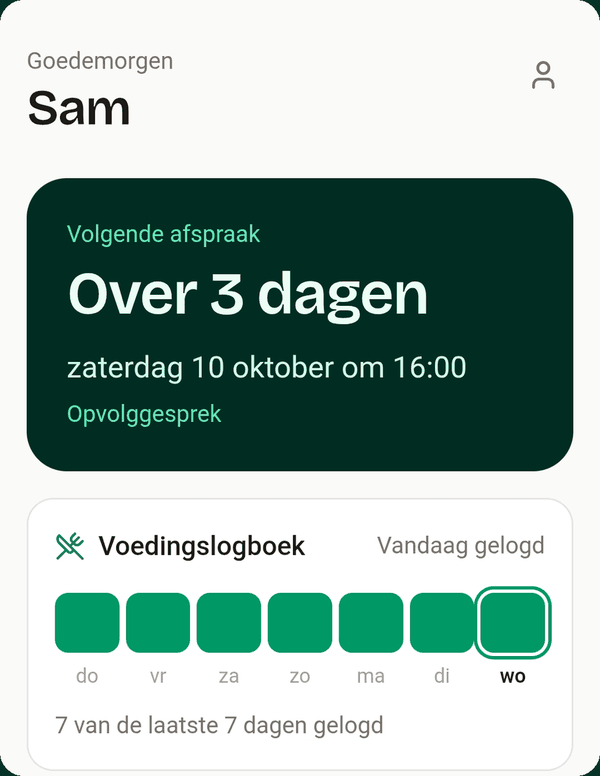 Goedemorgen
Sam
Volgende afspraak
Over 3 dagen
zaterdag 10 oktober om 16:00
Opvolggesprek
Voedingslogboek
Vandaag gelogd
do vr za zo ma di wo
7 van de laatste 7 dagen gelogd